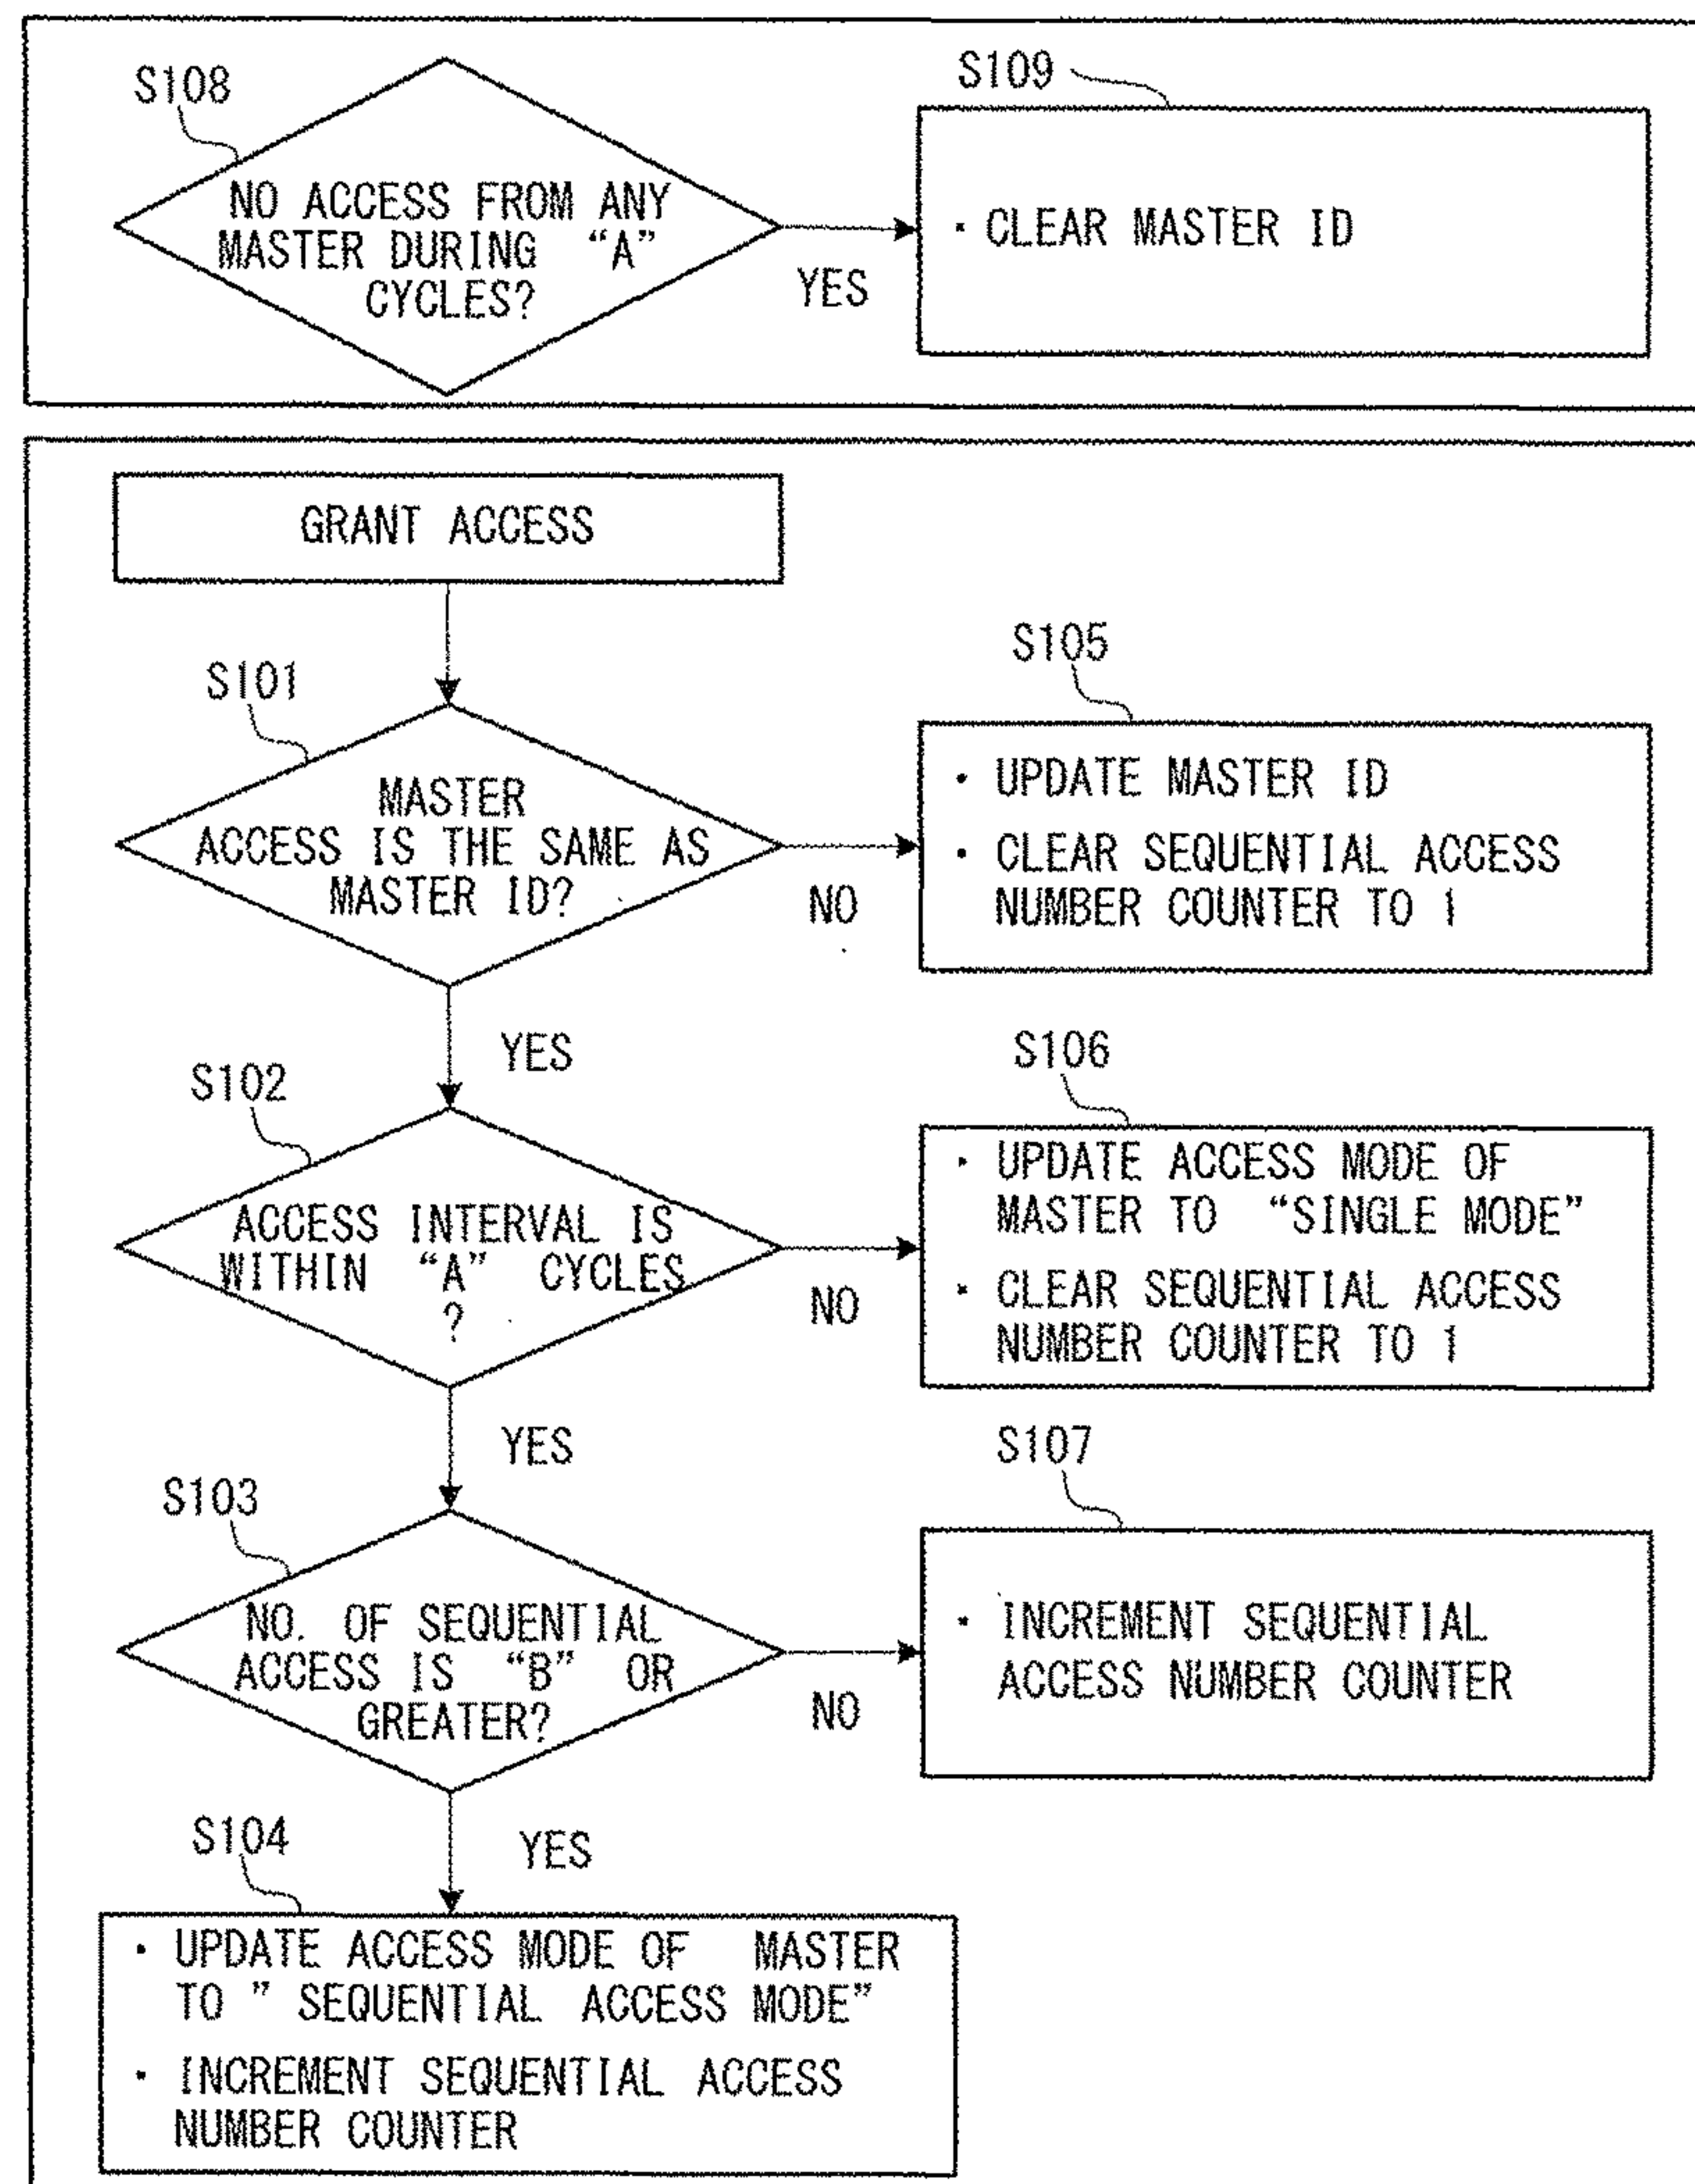 S108
NO ACCESS FROM ANY
MASTER DURING “A”
CYCLES?
YES
S109
· CLEAR MASTER ID
GRANT ACCESS
S101
MASTER
ACCESS IS THE SAME AS
MASTER ID?
NO
S105
· UPDATE MASTER ID
· CLEAR SEQUENTIAL ACCESS
NUMBER COUNTER TO 1
YES
S102
ACCESS INTERVAL IS
WITHIN “A” CYCLES
?
NO
S106
· UPDATE ACCESS MODE OF
MASTER TO “SINGLE MODE”
· CLEAR SEQUENTIAL ACCESS
NUMBER COUNTER TO 1
YES
S103
NO. OF SEQUENTIAL
ACCESS IS “B” OR
GREATER?
NO
S107
· INCREMENT SEQUENTIAL
ACCESS NUMBER COUNTER
YES
S104
· UPDATE ACCESS MODE OF MASTER
TO ” SEQUENTIAL ACCESS MODE”
· INCREMENT SEQUENTIAL ACCESS
NUMBER COUNTER